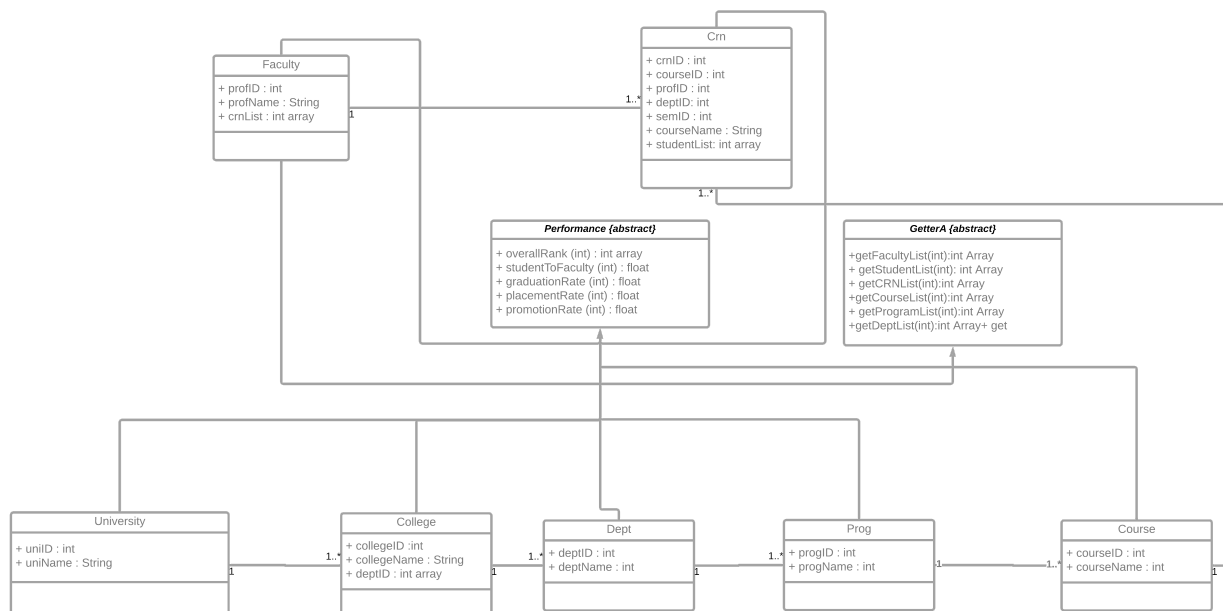 Crn
+ crnID : int
+ courseID : int
+ profID : int
+ deptID: int
+ semID : int
+ courseName : String
+ studentList: int array
Faculty
+ profID : int
+ profName : String
+ crnList : int array
1
1..*
1..*
Performance {abstract}
+ overallRank (int) : int array
+ studentToFaculty (int) : float
+ graduationRate (int) : float
+ placementRate (int) : float
+ promotionRate (int) : float
GetterA {abstract}
+getFacultyList(int):int Array
+ getStudentList(int): int Array
+ getCRNList(int):int Array
+getCourseList(int):int Array
+ getProgramList(int):int Array
+getDeptList(int):int Array+ get
University
+ uniID : int
+ uniName : String
1
1..*
College
+ collegeID :int
+ collegeName : String
+ deptID : int array
1
1..*
Dept
+ deptID : int
+ deptName : int
1
1..*
Prog
+ progID : int
+ progName : int
1
1..*
Course
+ courseID : int
+ courseName : int
1